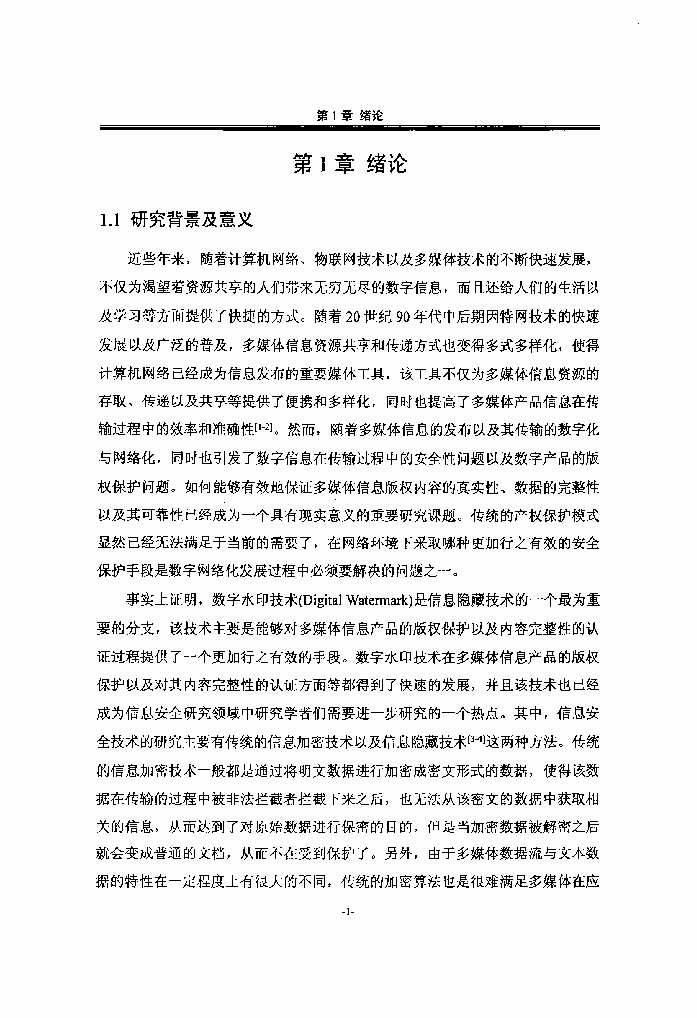 第1章 绪论
第 1 章 绪论
1.1 研究背景及意义
近些年来，随着计算机网络、物联网技术以及多媒体技术的不断快速发展，
不仅为渴望着资源共享的人们带来无穷无尽的数字信息，而且还给人们的生活以
及学习等方面提供了快捷的方式。随着 20 世纪 90 年代中后期因特网技术的快速
发展以及广泛的普及，多媒体信息资源共享和传递方式也变得多式多样化，使得
计算机网络已经成为信息发布的重要媒体工具，该工具不仅为多媒体信息资源的
存取、传递以及共享等提供了便携和多样化，同时也提高了多媒体产品信息在传
输过程中的效率和准确性[1-2]。然而，随着多媒体信息的发布以及其传输的数字化
与网络化，同时也引发了数字信息在传输过程中的安全性问题以及数字产品的版
权保护问题。如何能够有效地保证多媒体信息版权内容的真实性、数据的完整性
以及其可靠性已经成为一个具有现实意义的重要研究课题。传统的产权保护模式
显然已经无法满足于当前的需要了，在网络环境下采取哪种更加行之有效的安全
保护手段是数字网络化发展过程中必须要解决的问题之一。
事实上证明，数字水印技术(Digital Watermark)是信息隐藏技术的一个最为重
要的分支，该技术主要是能够对多媒体信息产品的版权保护以及内容完整性的认
证过程提供了一个更加行之有效的手段。数字水印技术在多媒体信息产品的版权
保护以及对其内容完整性的认证方面等都得到了快速的发展，并且该技术也已经
成为信息安全研究领域中研究学者们需要进一步研究的一个热点。其中，信息安
全技术的研究主要有传统的信息加密技术以及信息隐藏技术[3-4]这两种方法。传统
的信息加密技术一般都是通过将明文数据进行加密成密文形式的数据，使得该数
据在传输的过程中被非法拦截者拦截下来之后，也无法从该密文的数据中获取相
关的信息，从而达到了对原始数据进行保密的目的，但是当加密数据被解密之后
就会变成普通的文档，从而不在受到保护了。另外，由于多媒体数据流与文本数
据的特性在一定程度上有很大的不同，传统的加密算法也是很难满足多媒体在应
-1-